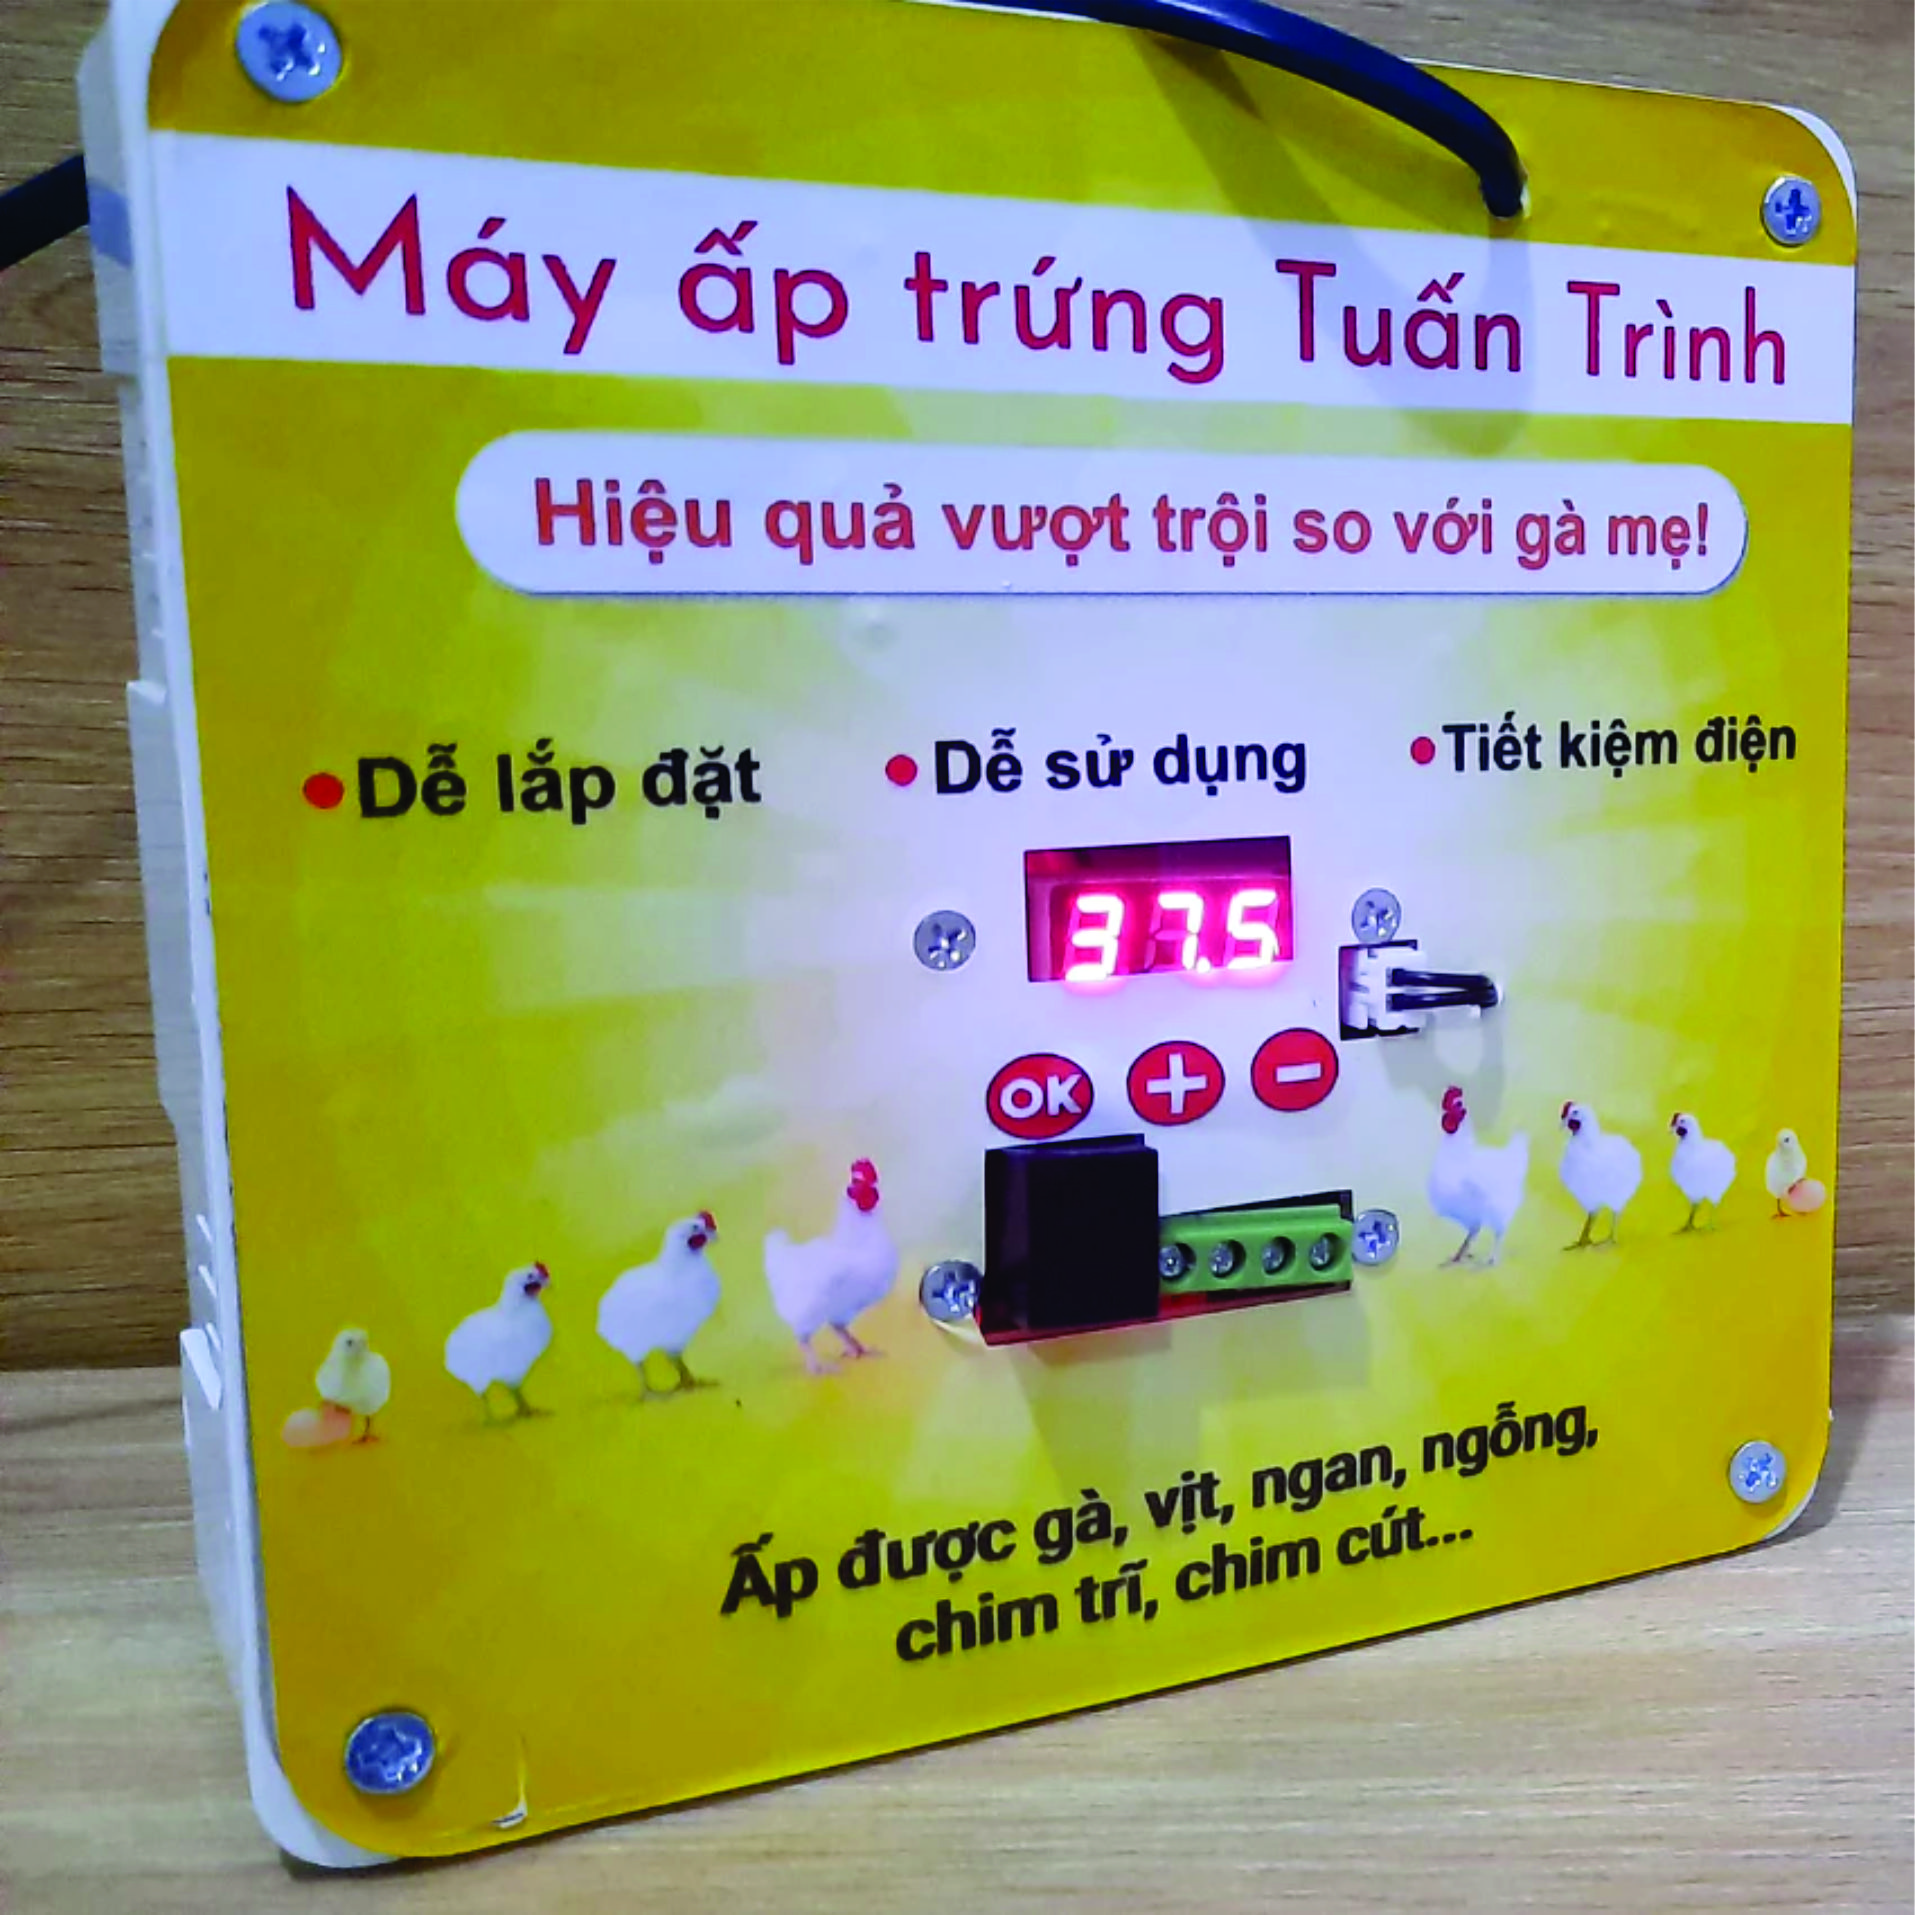 Máy ấp trứng Tuấn Trình
Hiệu quả vượt trội so với gà mẹ!
• Dễ lắp đặt • Dễ sử dụng • Tiết kiệm điện
37.5
OK + -
Ấp được gà, vịt, ngan, ngỗng,
chim trĩ, chim cút...